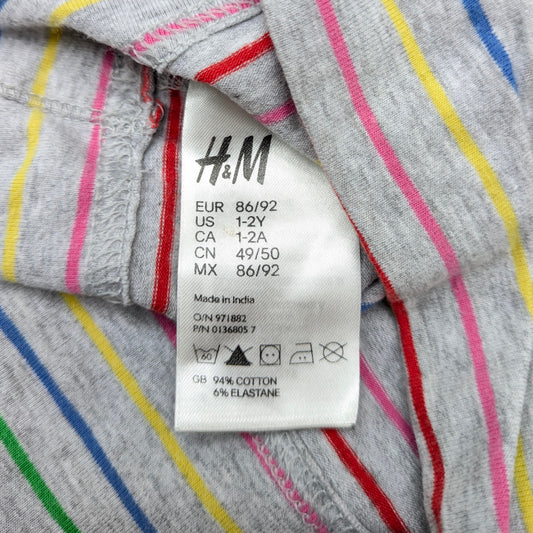 H&M
EUR 86/92
US 1-2Y
CA 1-2A
CN 49/50
MX 86/92
Made in India
O/N 971882
P/N 0136805 7
60
GB 94% COTTON
6% ELASTANE